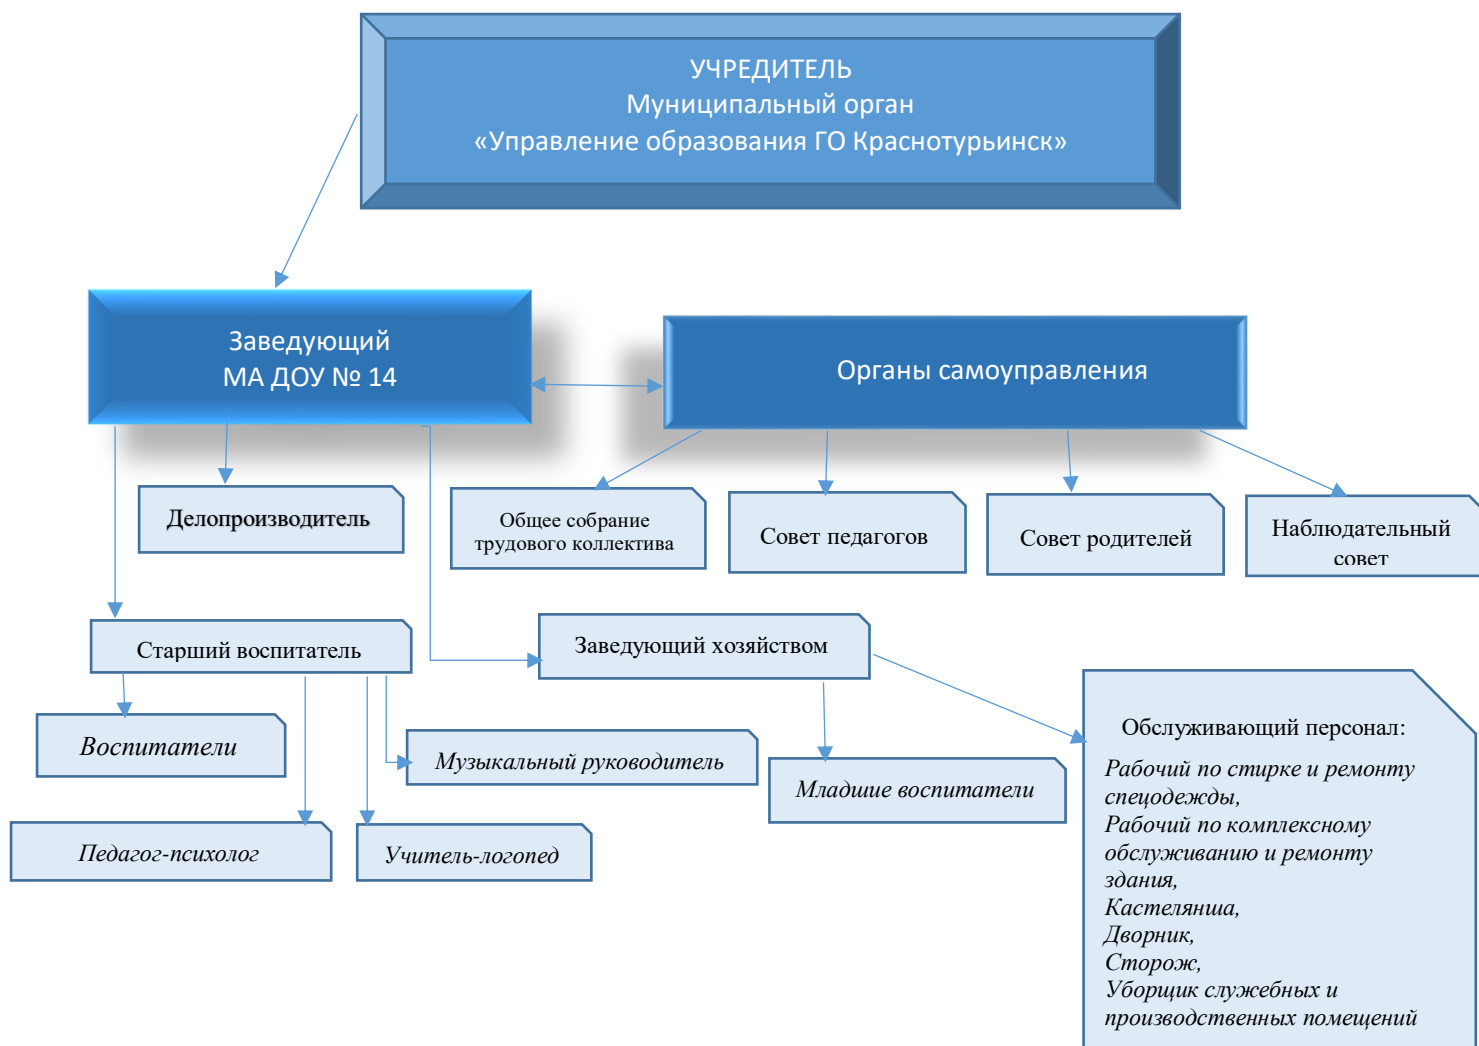 УЧРЕДИТЕЛЬ
Муниципальный орган
«Управление образования ГО Краснотурьинск»
Заведующий
МА ДОУ № 14
Органы самоуправления
Делопроизводитель
Общее собрание
трудового коллектива
Совет педагогов
Совет родителей
Наблюдательный
совет
Старший воспитатель
Заведующий хозяйством
Воспитатели
Музыкальный руководитель
Младшие воспитатели
Педагог-психолог
Учитель-логопед
Обслуживающий персонал:
Рабочий по стирке и ремонту
спецодежды,
Рабочий по комплексному
обслуживанию и ремонту
здания,
Кастелянша,
Дворник,
Сторож,
Уборщик служебных и
производственных помещений